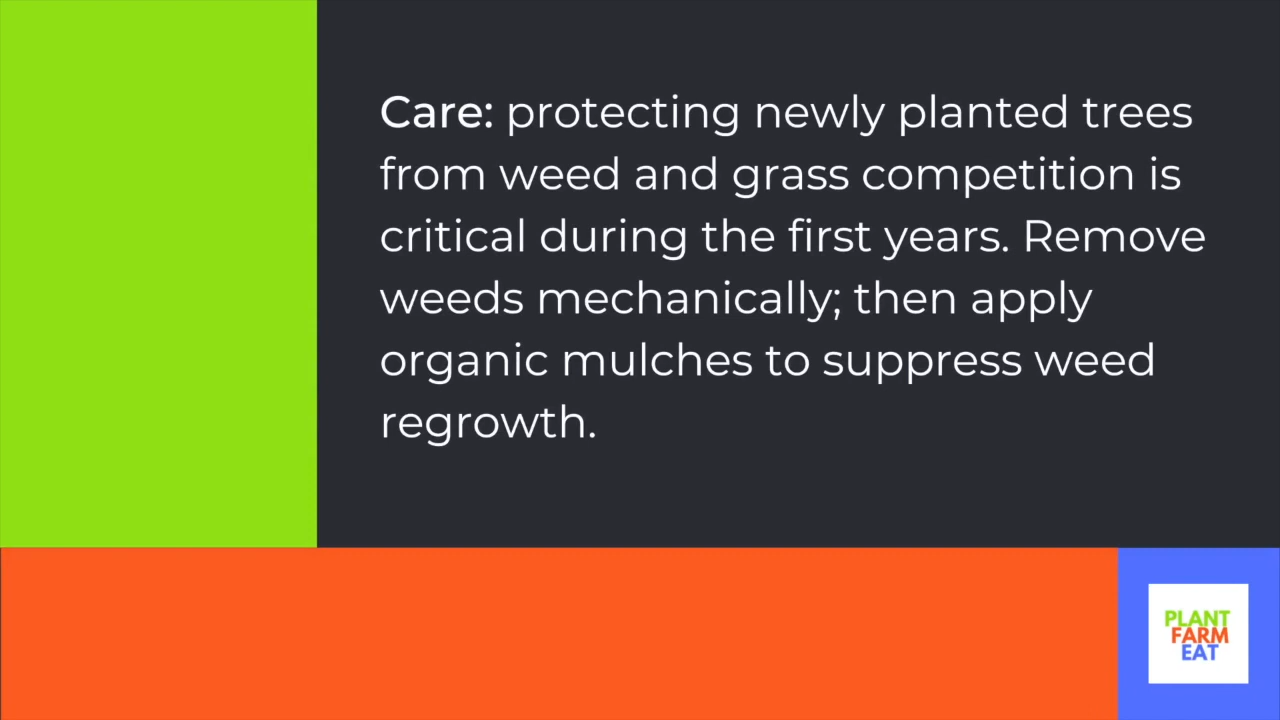 Care: protecting newly planted trees
from weed and grass competition is
critical during the first years. Remove
weeds mechanically; then apply
organic mulches to suppress weed
regrowth.
PLANT
FARM
EAT